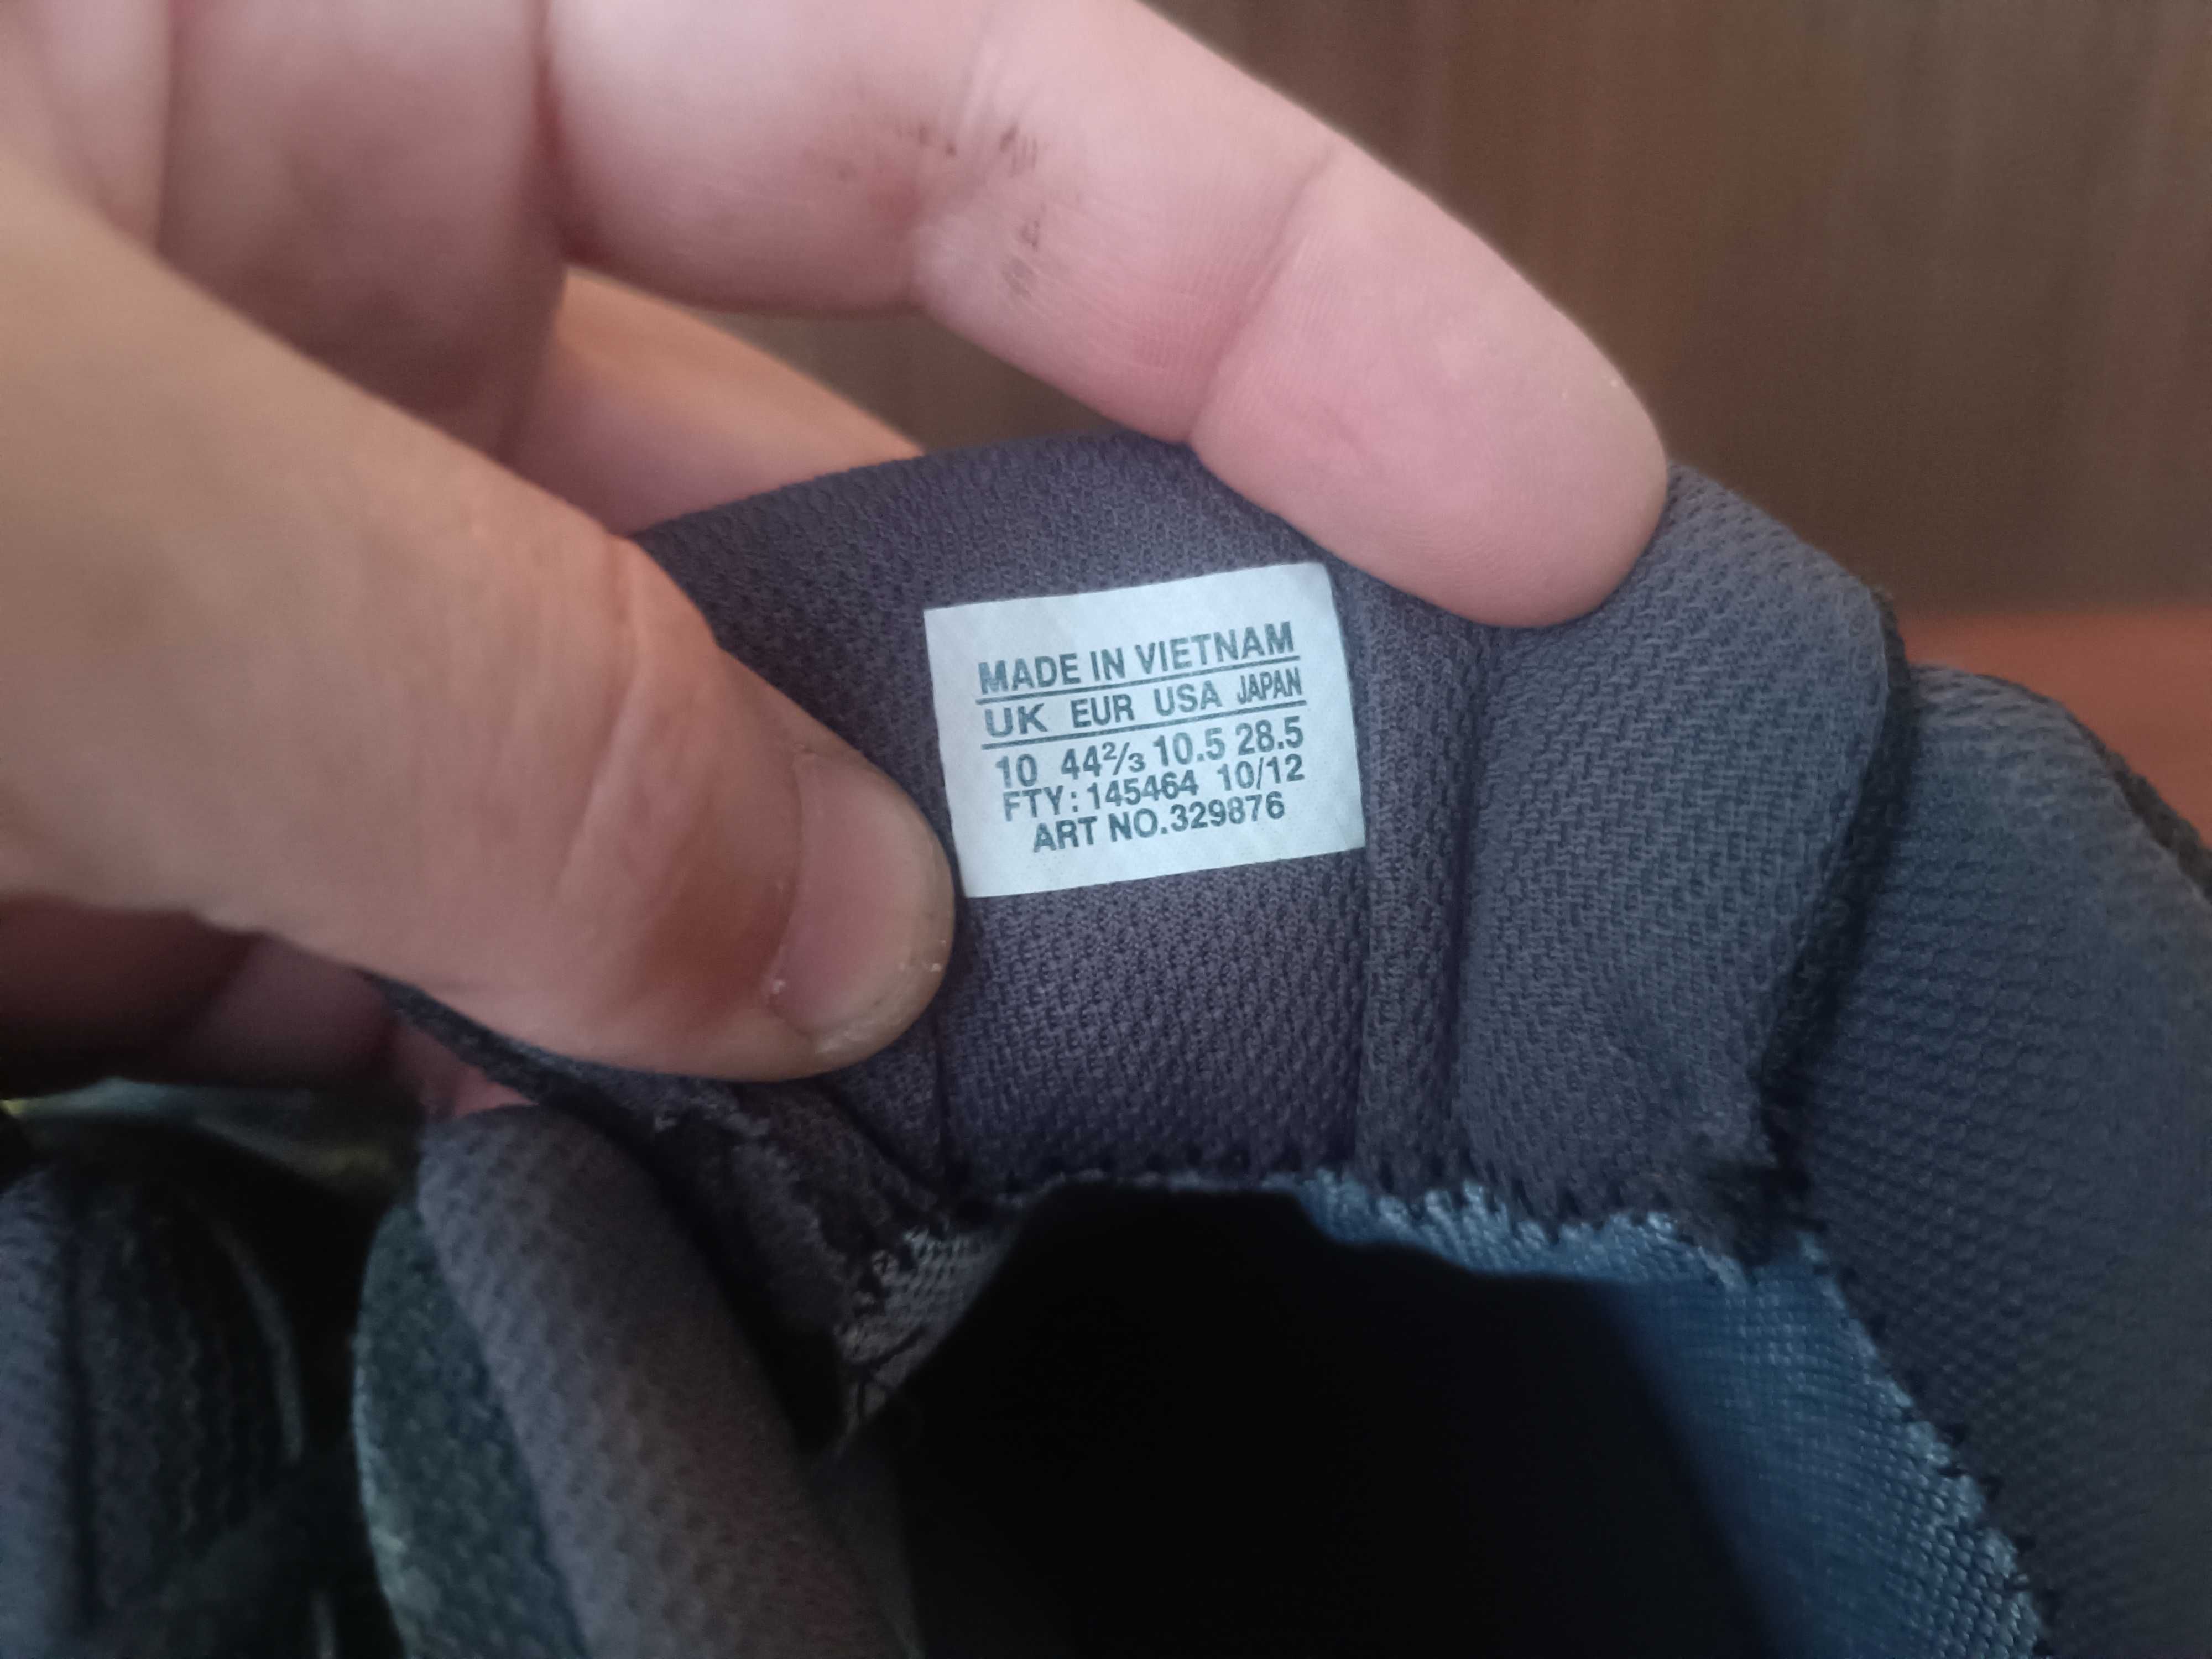 MADE IN VIETNAM
UK EUR USA JAPAN
10 44⅔ 10.5 28.5
FTY: 145464 10/12
ART NO.329876